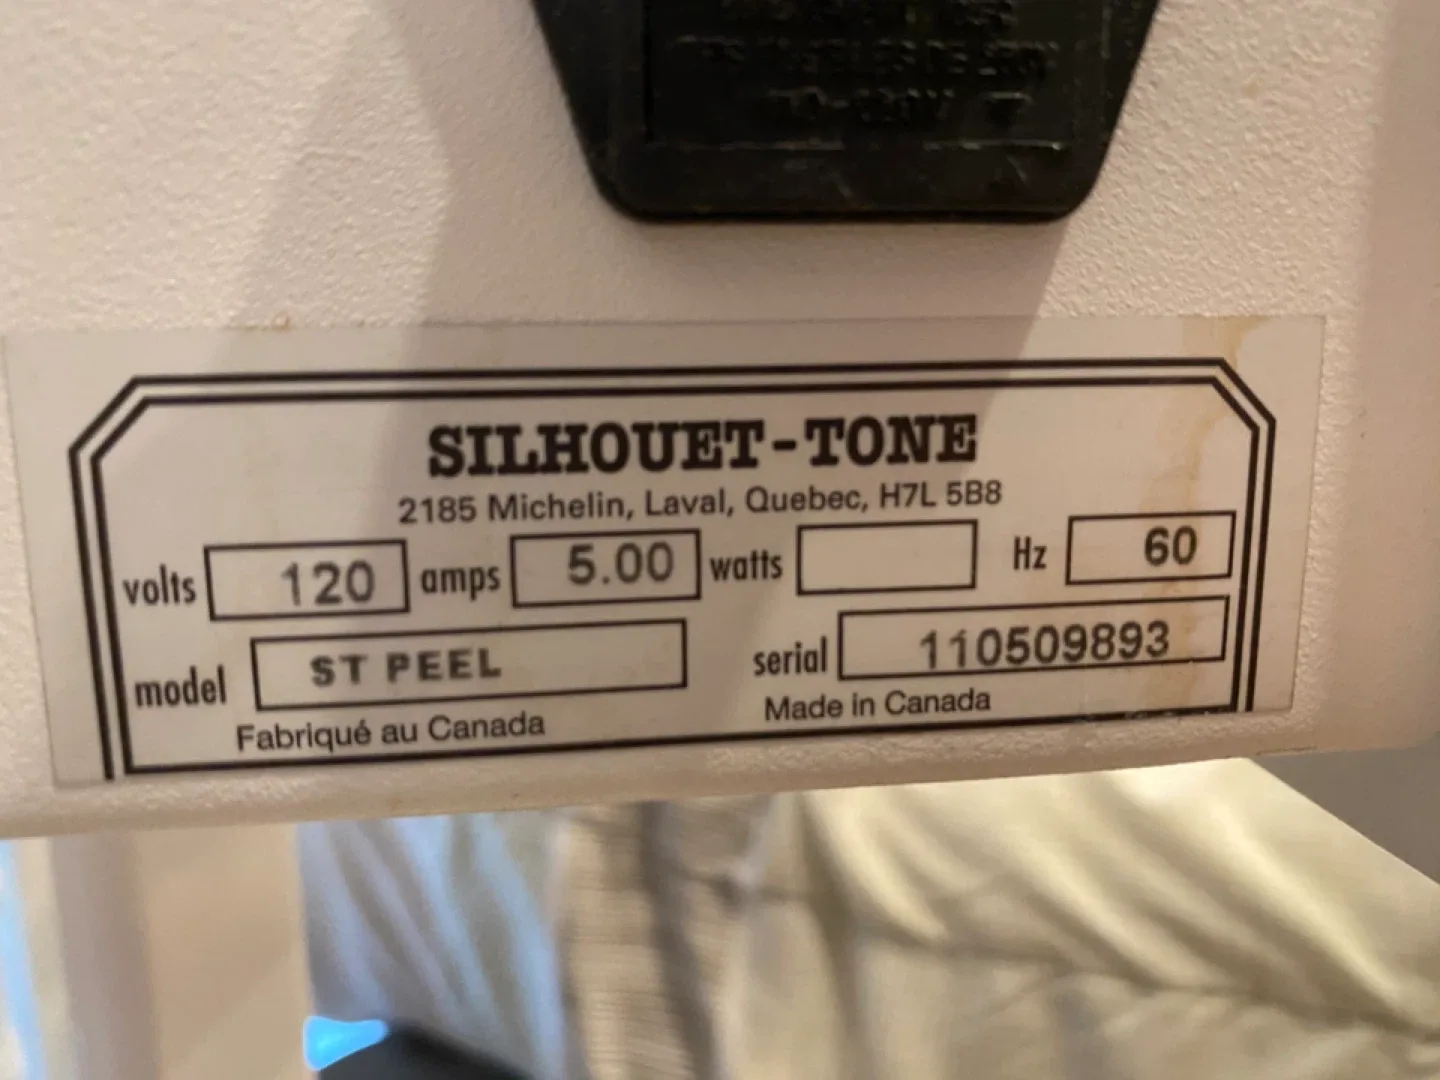 SILHOUET-TONE
2185 Michelin, Laval, Quebec, H7L 5B8
volts 120 amps 5.00 watts Hz 60
model ST PEEL serial 110509893
Fabriqué au Canada Made in Canada